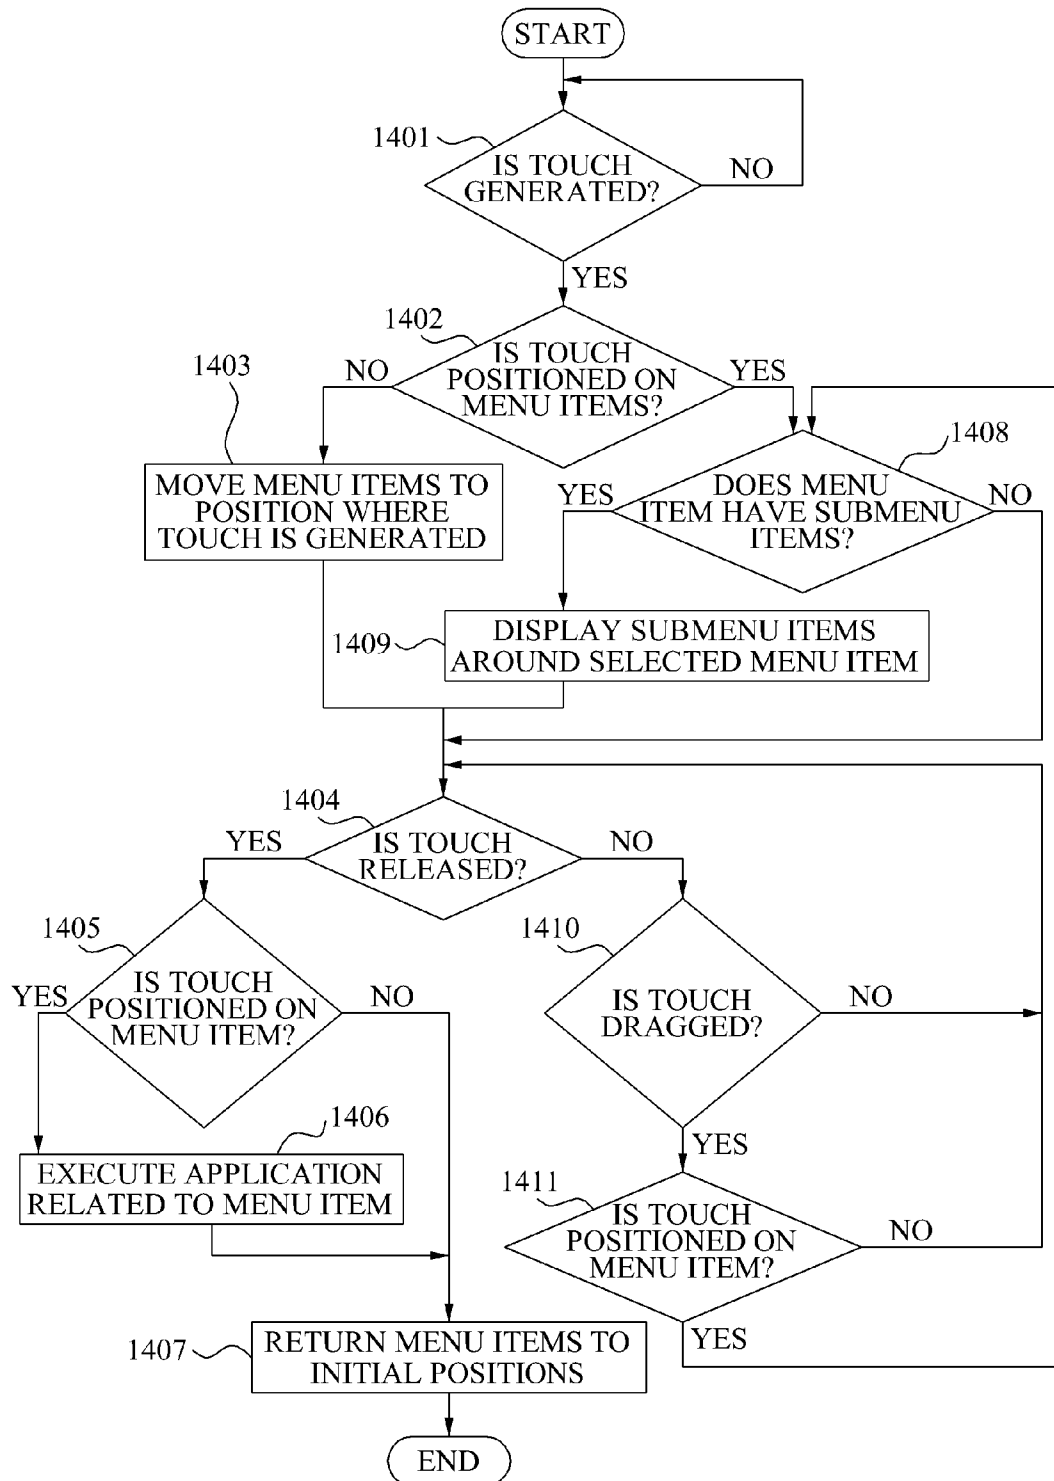 START
1401
IS TOUCH
GENERATED?
NO
YES
1402
IS TOUCH
POSITIONED ON
MENU ITEMS?
NO
YES
1403
MOVE MENU ITEMS TO
POSITION WHERE
TOUCH IS GENERATED
1408
DOES MENU
ITEM HAVE SUBMENU
ITEMS?
YES
NO
1409
DISPLAY SUBMENU ITEMS
AROUND SELECTED MENU ITEM
1404
IS TOUCH
RELEASED?
YES
NO
1405
IS TOUCH
POSITIONED ON
MENU ITEM?
YES
NO
1410
IS TOUCH
DRAGGED?
NO
YES
1406
EXECUTE APPLICATION
RELATED TO MENU ITEM
1411
IS TOUCH
POSITIONED ON
MENU ITEM?
NO
YES
1407
RETURN MENU ITEMS TO
INITIAL POSITIONS
END